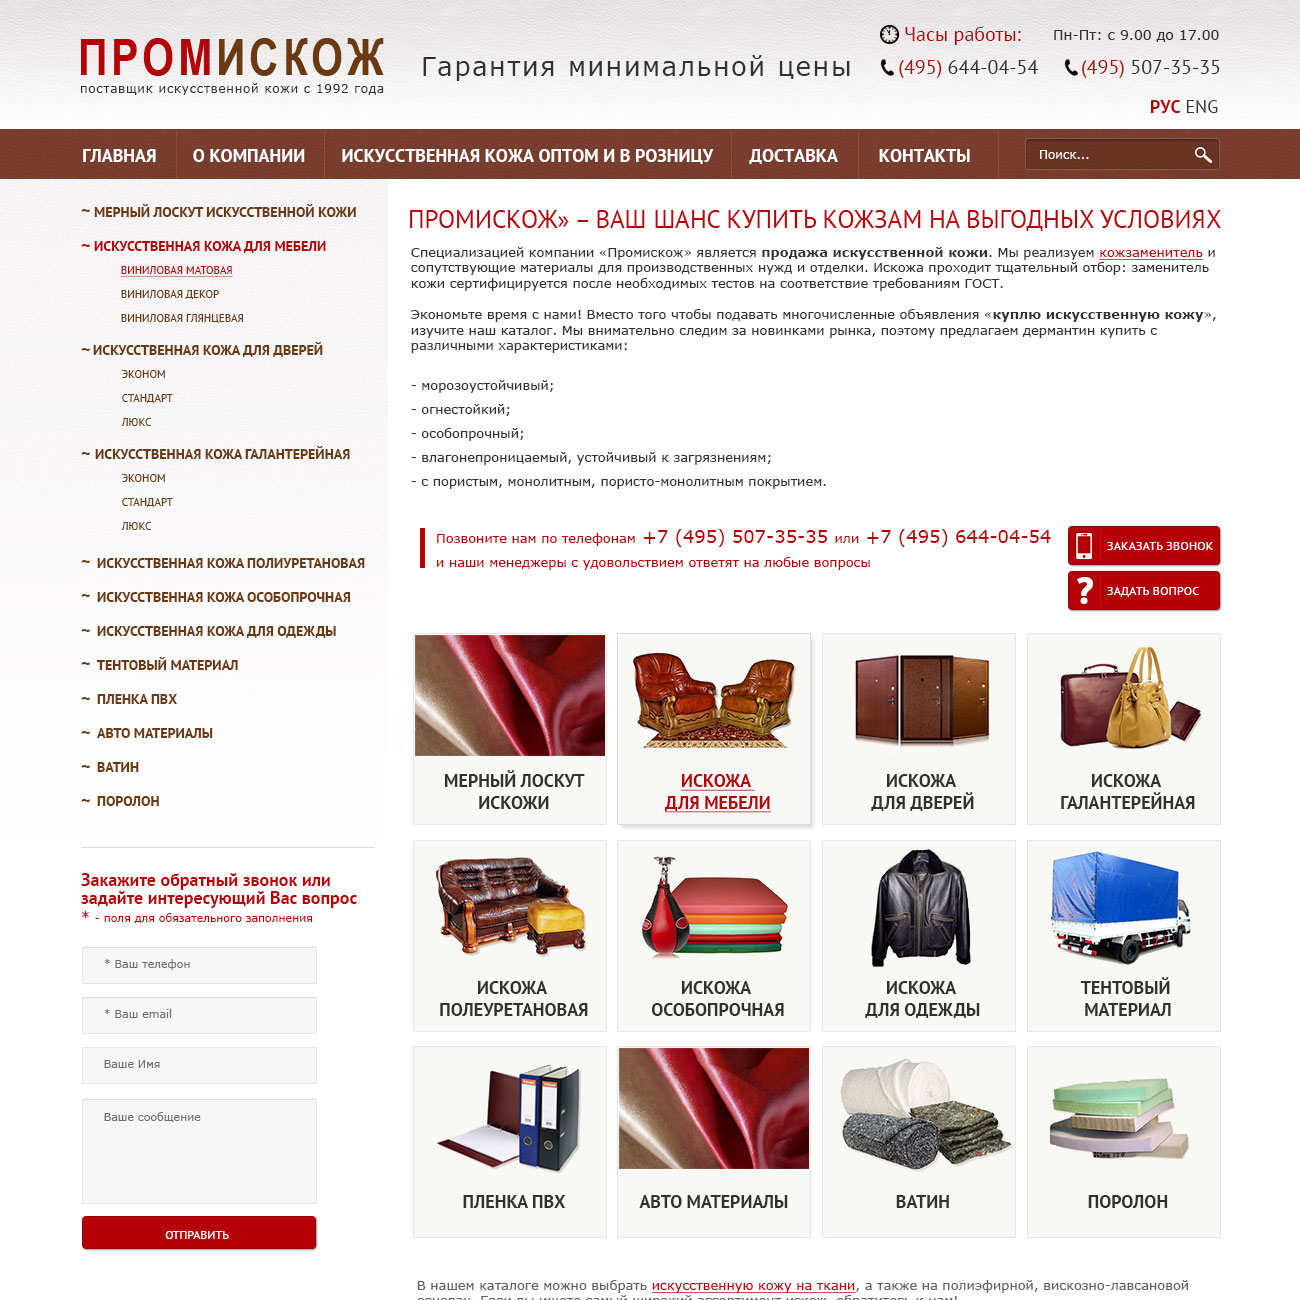 ПРОМИСКОЖ
поставщик искусственной кожи с 1992 года
Гарантия минимальной цены
Часы работы: Пн-Пт: с 9.00 до 17.00
(495) 644-04-54 (495) 507-35-35
РУС ENG
ГЛАВНАЯ О КОМПАНИИ ИСКУССТВЕННАЯ КОЖА ОПТОМ И В РОЗНИЦУ ДОСТАВКА КОНТАКТЫ Поиск...
~ МЕРНЫЙ ЛОСКУТ ИСКУССТВЕННОЙ КОЖИ
~ ИСКУССТВЕННАЯ КОЖА ДЛЯ МЕБЕЛИ
ВИНИЛОВАЯ МАТОВАЯ
ВИНИЛОВАЯ ДЕКОР
ВИНИЛОВАЯ ГЛЯНЦЕВАЯ
~ ИСКУССТВЕННАЯ КОЖА ДЛЯ ДВЕРЕЙ
ЭКОНОМ
СТАНДАРТ
ЛЮКС
~ ИСКУССТВЕННАЯ КОЖА ГАЛАНТЕРЕЙНАЯ
ЭКОНОМ
СТАНДАРТ
ЛЮКС
~ ИСКУССТВЕННАЯ КОЖА ПОЛИУРЕТАНОВАЯ
~ ИСКУССТВЕННАЯ КОЖА ОСОБОПРОЧНАЯ
~ ИСКУССТВЕННАЯ КОЖА ДЛЯ ОДЕЖДЫ
~ ТЕНТОВЫЙ МАТЕРИАЛ
~ ПЛЕНКА ПВХ
~ АВТО МАТЕРИАЛЫ
~ ВАТИН
~ ПОРОЛОН
Закажите обратный звонок или
задайте интересующий Вас вопрос
* - поля для обязательного заполнения
* Ваш телефон
* Ваш email
Ваше Имя
Ваше сообщение
ОТПРАВИТЬ
ПРОМИСКОЖ» – ВАШ ШАНС КУПИТЬ КОЖЗАМ НА ВЫГОДНЫХ УСЛОВИЯХ
Специализацией компании «Промискож» является продажа искусственной кожи. Мы реализуем кожзаменитель и
сопутствующие материалы для производственных нужд и отделки. Искожа проходит тщательный отбор: заменитель
кожи сертифицируется после необходимых тестов на соответствие требованиям ГОСТ.
Экономьте время с нами! Вместо того чтобы подавать многочисленные объявления «куплю искусственную кожу»,
изучите наш каталог. Мы внимательно следим за новинками рынка, поэтому предлагаем дермантин купить с
различными характеристиками:
- морозоустойчивый;
- огнестойкий;
- особопрочный;
- влагонепроницаемый, устойчивый к загрязнениям;
- с пористым, монолитным, пористо-монолитным покрытием.
Позвоните нам по телефонам +7 (495) 507-35-35 или +7 (495) 644-04-54
и наши менеджеры с удовольствием ответят на любые вопросы
ЗАКАЗАТЬ ЗВОНОК
ЗАДАТЬ ВОПРОС
МЕРНЫЙ ЛОСКУТ
ИСКОЖИ
ИСКОЖА
ДЛЯ МЕБЕЛИ
ИСКОЖА
ДЛЯ ДВЕРЕЙ
ИСКОЖА
ГАЛАНТЕРЕЙНАЯ
ИСКОЖА
ПОЛЕУРЕТАНОВАЯ
ИСКОЖА
ОСОБОПРОЧНАЯ
ИСКОЖА
ДЛЯ ОДЕЖДЫ
ТЕНТОВЫЙ
МАТЕРИАЛ
ПЛЕНКА ПВХ
АВТО МАТЕРИАЛЫ
ВАТИН
ПОРОЛОН
В нашем каталоге можно выбрать искусственную кожу на ткани, а также на полиэфирной, вискозно-лавсановой
основах. Если вы ищете самый широкий ассортимент искож, обратитесь к нам!